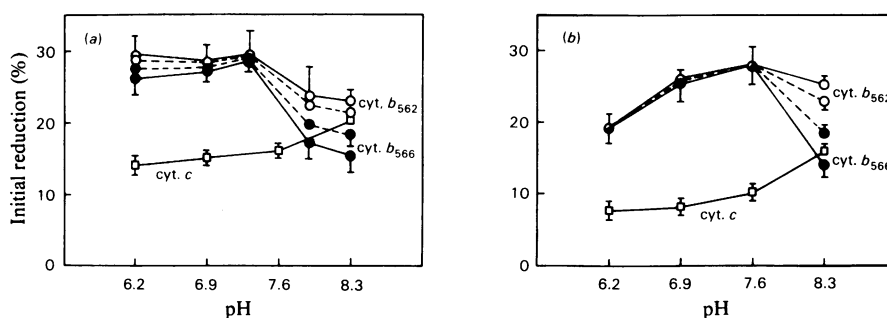 (a)
Initial reduction (%)
30
20
10
0
cyt. b562
cyt. b566
cyt. c
6.2 6.9 7.6 8.3
pH
(b)
30
20
10
0
cyt. b562
cyt. b566
cyt. c
6.2 6.9 7.6 8.3
pH